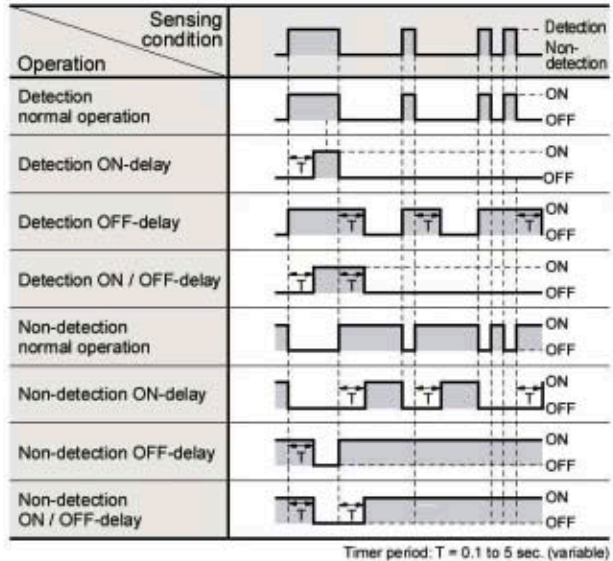 Sensing
condition
Operation
Detection
Non-
detection
Detection
normal operation
ON
OFF
Detection ON-delay
T
ON
OFF
Detection OFF-delay
T
T
T
ON
OFF
Detection ON / OFF-delay
T
T
ON
OFF
Non-detection
normal operation
ON
OFF
Non-detection ON-delay
T
T
T
ON
OFF
Non-detection OFF-delay
T
ON
OFF
Non-detection
ON / OFF-delay
T
T
ON
OFF
Timer period: T = 0.1 to 5 sec. (variable)